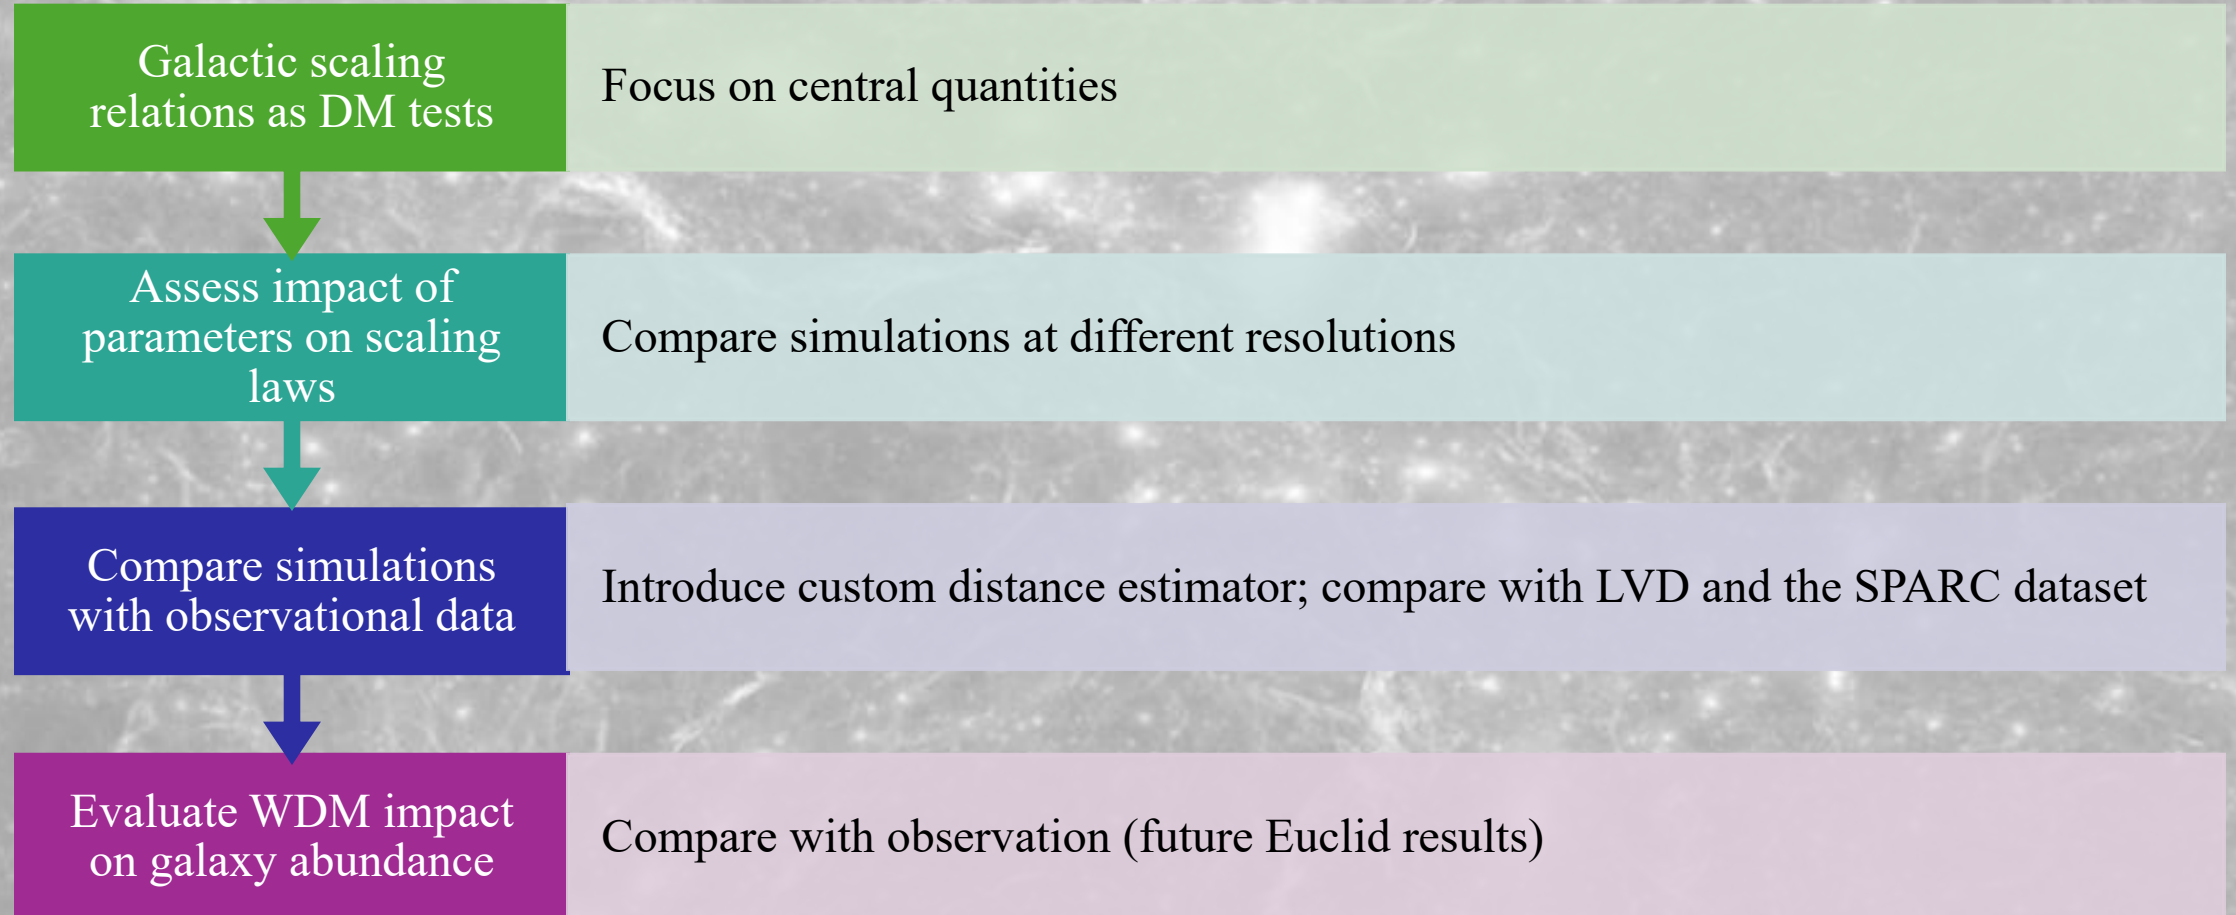 Galactic scaling
relations as DM tests
Focus on central quantities
Assess impact of
parameters on scaling
laws
Compare simulations at different resolutions
Compare simulations
with observational data
Introduce custom distance estimator; compare with LVD and the SPARC dataset
Evaluate WDM impact
on galaxy abundance
Compare with observation (future Euclid results)